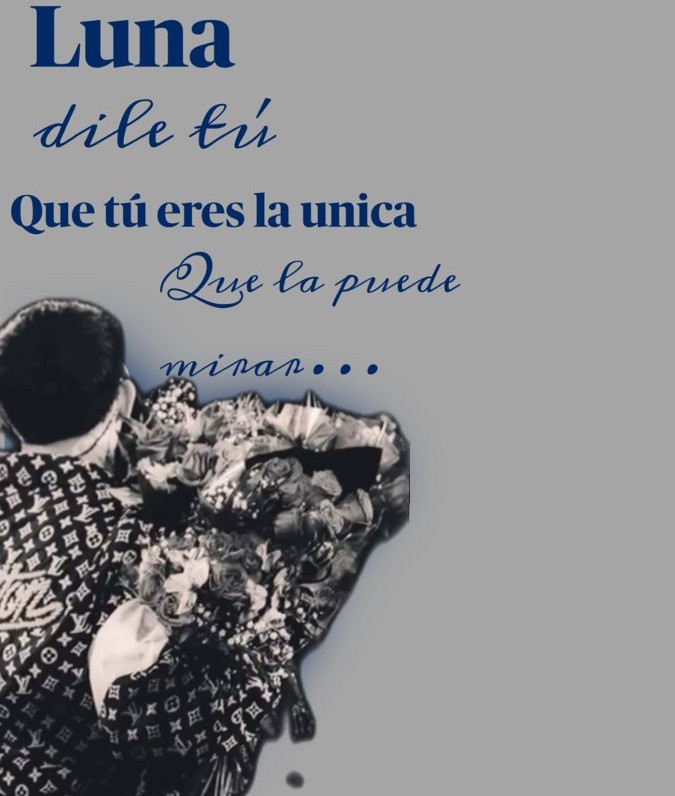 Luna
dile tú
Que tú eres la unica
Que la puede
mirar...